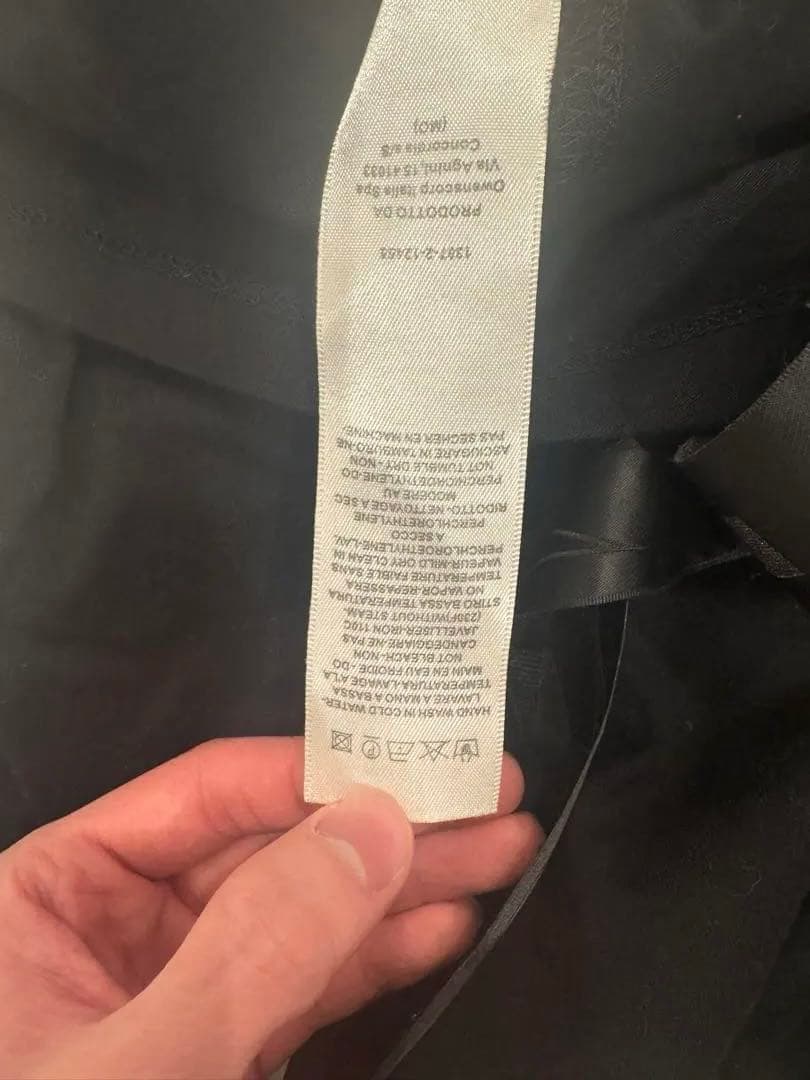 HAND WASH IN COLD WATER-
LAVARE A MANO A BASSA
TEMPERATURA-LAVAGE A LA
MAIN EN EAU FROIDE - DO
NOT BLEACH- NON
CANDEGGIARE-NE PAS
JAVELLISER-IRON 110C
(230F)WITHOUT STEAM
STIRO BASSA TEMPERATURA
NO VAPOR-REPASSERA
TEMPERATURE FAIBLE SANS
VAPEUR-MILD DRY CLEAN IN
PERCHLOROETHYLENE-LAV.
A SECCO
PERCHLORETHYLENE
RIDOTTO- NETTOYAGE A SEC
MODERE AU
PERCHLOROETHYLENE-DO
NOT TUMBLE DRY - NON
ASCIUGARE IN TAMBURO-NE
PAS SECHER EN MACHINE.
PRODOTTO DA
Owenscorp Italia Spa
Via Agnini, 15 41033
Concordia s/S
(MO)